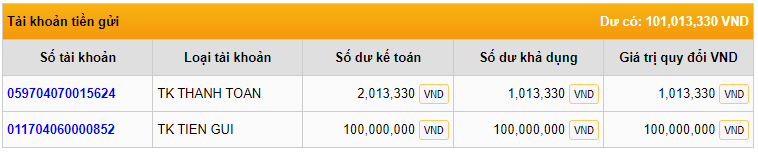 Tài khoản tiền gửi Dư có: 101,013,330 VND
Số tài khoản Loại tài khoản Số dư kế toán Số dư khả dụng Giá trị quy đổi VND
059704070015624 TK THANH TOAN 2,013,330 VND 1,013,330 VND 1,013,330 VND
011704060000852 TK TIEN GUI 100,000,000 VND 100,000,000 VND 100,000,000 VND